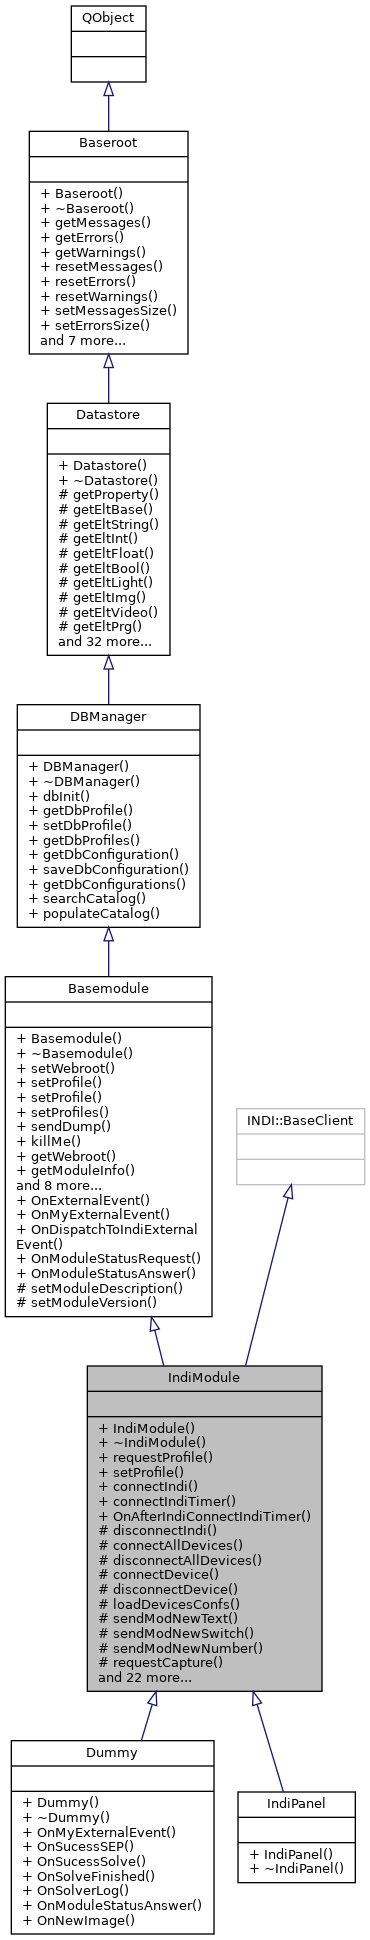 QObject
Baseroot
+ Baseroot()
+ ~Baseroot()
+ getMessages()
+ getErrors()
+ getWarnings()
+ resetMessages()
+ resetErrors()
+ resetWarnings()
+ setMessagesSize()
+ setErrorsSize()
and 7 more...
Datastore
+ Datastore()
+ ~Datastore()
# getProperty()
# getEltBase()
# getEltString()
# getEltInt()
# getEltFloat()
# getEltBool()
# getEltLight()
# getEltImg()
# getEltVideo()
# getEltPrg()
and 32 more...
DBManager
+ DBManager()
+ ~DBManager()
+ dbInit()
+ getDbProfile()
+ setDbProfile()
+ getDbProfiles()
+ getDbConfiguration()
+ saveDbConfiguration()
+ getDbConfigurations()
+ searchCatalog()
+ populateCatalog()
Basemodule
+ Basemodule()
+ ~Basemodule()
+ setWebroot()
+ setProfile()
+ setProfile()
+ setProfiles()
+ sendDump()
+ killMe()
+ getWebroot()
+ getModuleInfo()
and 8 more...
+ OnExternalEvent()
+ OnMyExternalEvent()
+ OnDispatchToIndiExternal
Event()
+ OnModuleStatusRequest()
+ OnModuleStatusAnswer()
# setModuleDescription()
# setModuleVersion()
INDI::BaseClient
IndiModule
+ IndiModule()
+ ~IndiModule()
+ requestProfile()
+ setProfile()
+ connectIndi()
+ connectIndiTimer()
+ OnAfterIndiConnectIndiTimer()
# disconnectIndi()
# connectAllDevices()
# disconnectAllDevices()
# connectDevice()
# disconnectDevice()
# loadDevicesConfs()
# sendModNewText()
# sendModNewSwitch()
# sendModNewNumber()
# requestCapture()
and 22 more...
Dummy
+ Dummy()
+ ~Dummy()
+ OnMyExternalEvent()
+ OnSucessSEP()
+ OnSucessSolve()
+ OnSolveFinished()
+ OnSolverLog()
+ OnModuleStatusAnswer()
+ OnNewImage()
IndiPanel
+ IndiPanel()
+ ~IndiPanel()